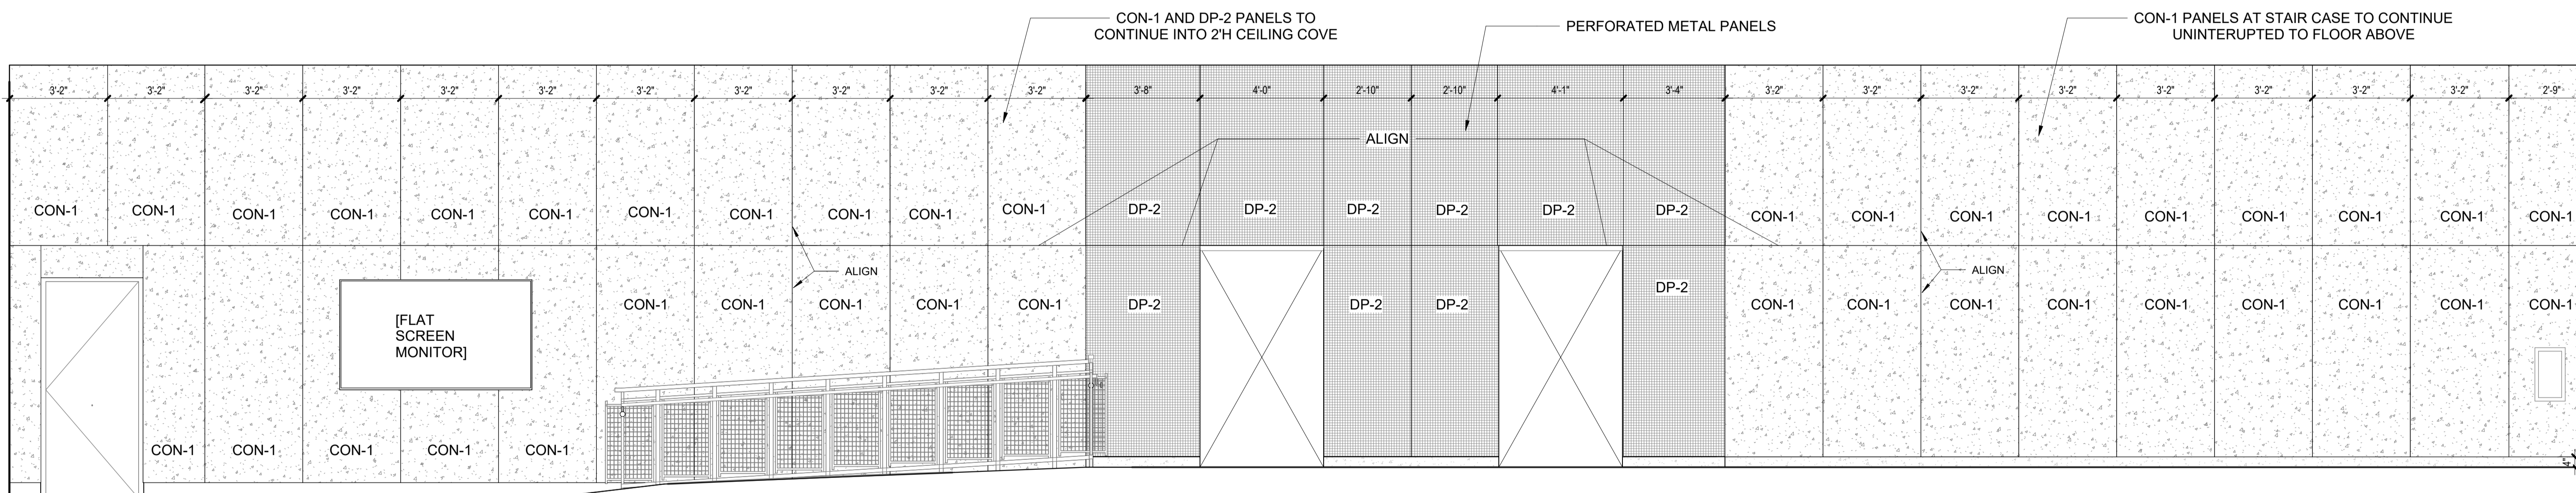 CON-1 AND DP-2 PANELS TO
CONTINUE INTO 2'H CEILING COVE
PERFORATED METAL PANELS
CON-1 PANELS AT STAIR CASE TO CONTINUE
UNINTERUPTED TO FLOOR ABOVE
3'-2" 3'-2" 3'-2" 3'-2" 3'-2" 3'-2" 3'-2" 3'-2" 3'-2" 3'-2" 3'-2" 3'-8" 4'-0" 2'-10" 2'-10" 4'-1" 3'-4" 3'-2" 3'-2" 3'-2" 3'-2" 3'-2" 3'-2" 3'-2" 3'-2" 2'-9"
ALIGN
CON-1 CON-1 CON-1 CON-1 CON-1 CON-1 CON-1 CON-1 CON-1 CON-1 CON-1 DP-2 DP-2 DP-2 DP-2 DP-2 DP-2 CON-1 CON-1 CON-1 CON-1 CON-1 CON-1 CON-1 CON-1 CON-1
ALIGN
ALIGN
CON-1 CON-1 CON-1 CON-1 CON-1 DP-2 DP-2 DP-2 DP-2 CON-1 CON-1 CON-1 CON-1 CON-1 CON-1 CON-1 CON-1 CON-1
[FLAT
SCREEN
MONITOR]
CON-1 CON-1 CON-1 CON-1 CON-1
4"